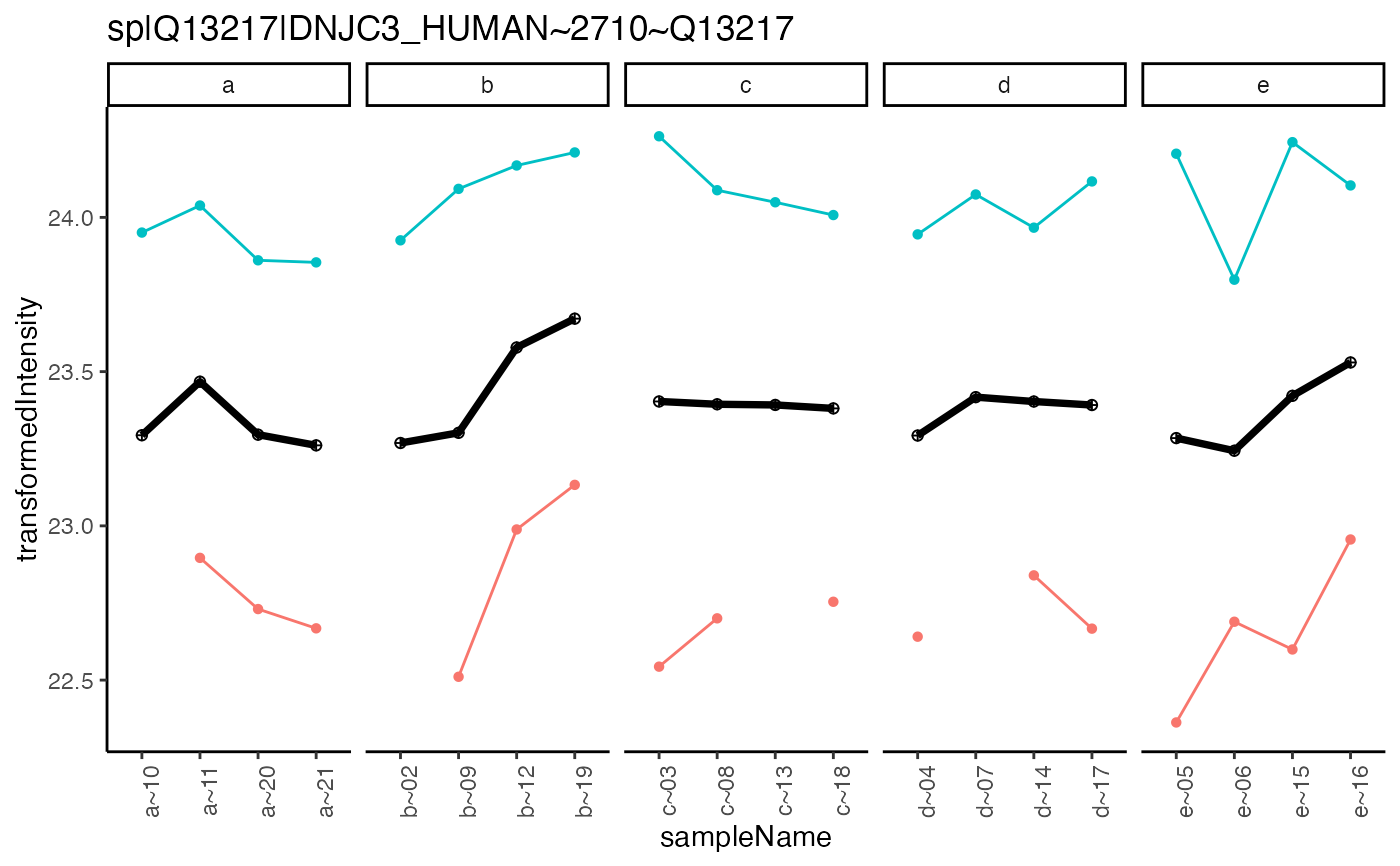 sp|Q13217|DNJC3_HUMAN~2710~Q13217
a b c d e
transformedIntensity
24.0
23.5
23.0
22.5
a~10 a~11 a~20 a~21 b~02 b~09 b~12 b~19 c~03 c~08 c~13 c~18 d~04 d~07 d~14 d~17 e~05 e~06 e~15 e~16
sampleName